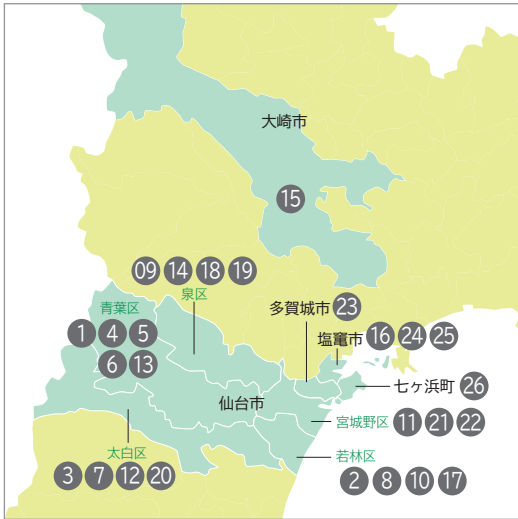 大崎市
15
09 14 18 19
泉区
青葉区
1 4 5
6 13
多賀城市 23
塩竈市 16 24 25
七ヶ浜町 26
仙台市
宮城野区 11 21 22
太白区
3 7 12 20
若林区
2 8 10 17